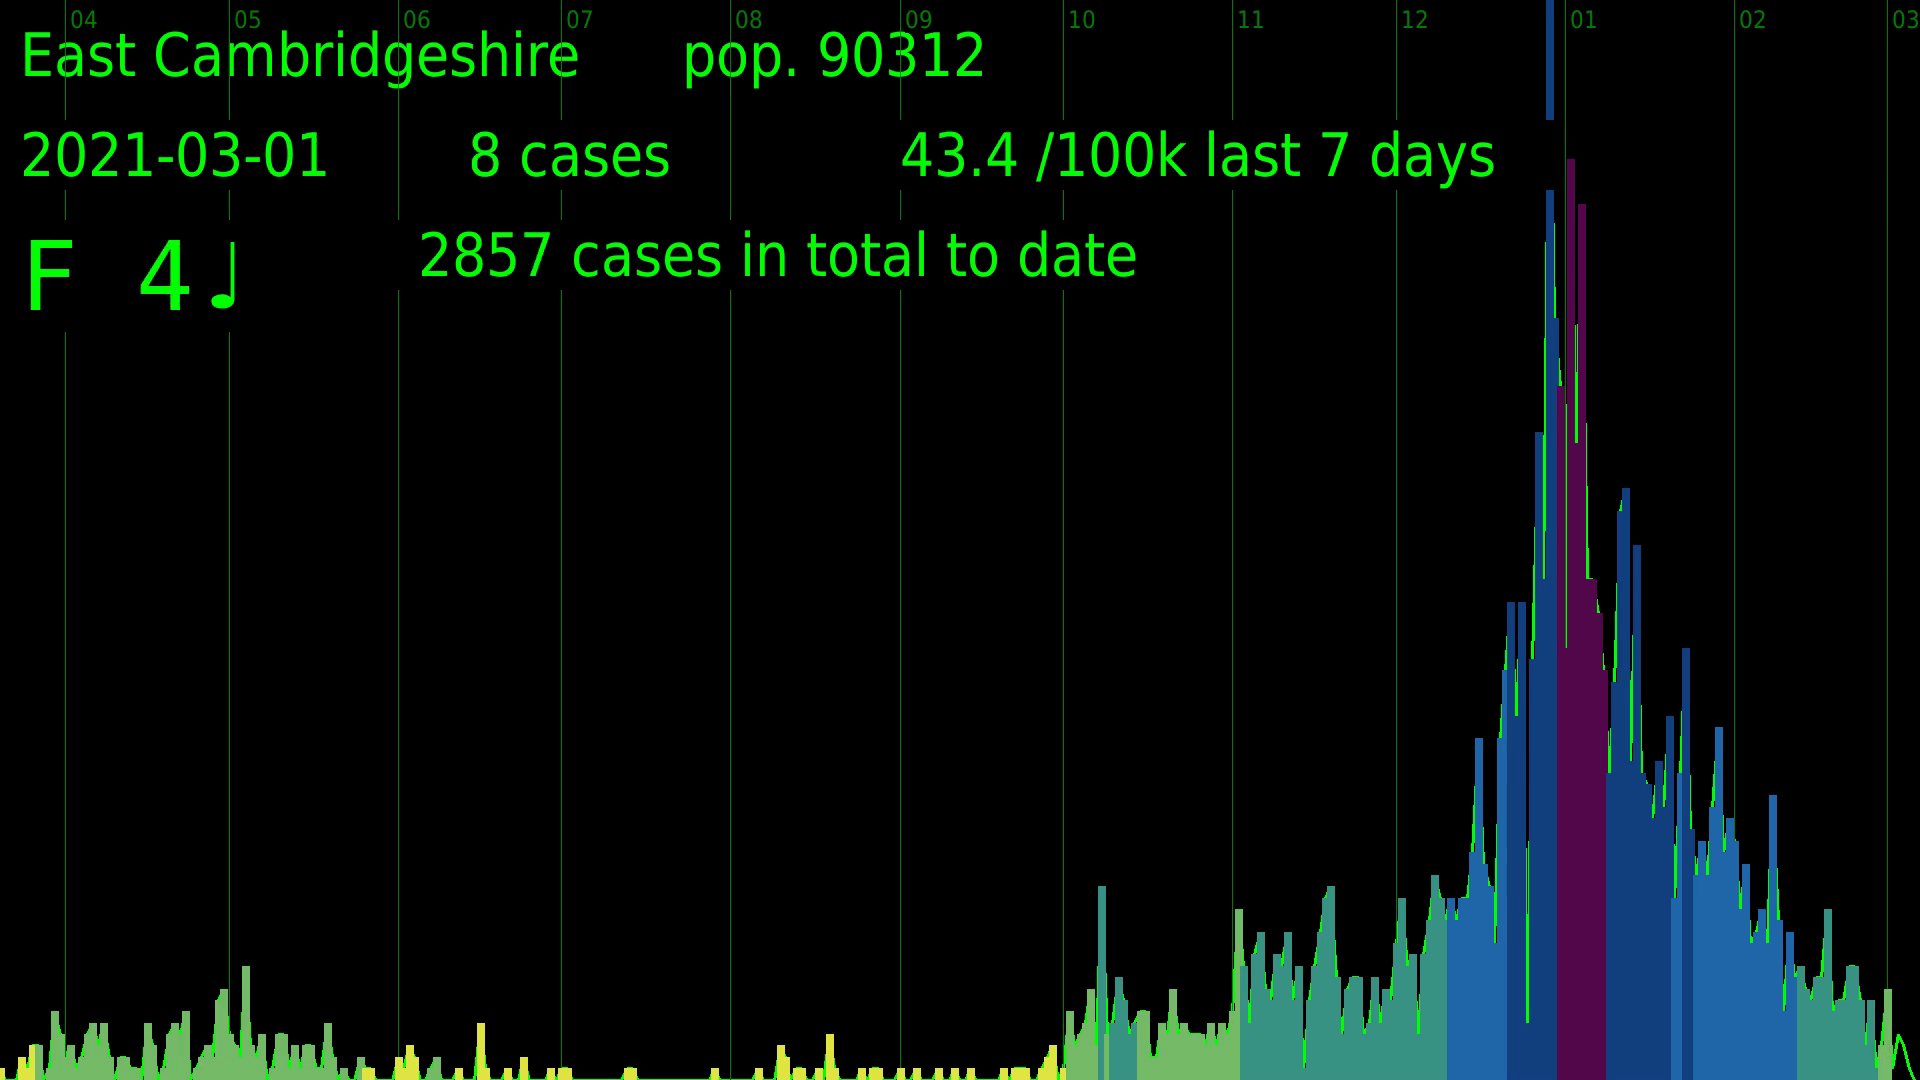 04 05 06 07 08 09 10 11 12 01 02 03
East Cambridgeshire pop. 90312
2021-03-01 8 cases 43.4 /100k last 7 days
F 4♩ 2857 cases in total to date